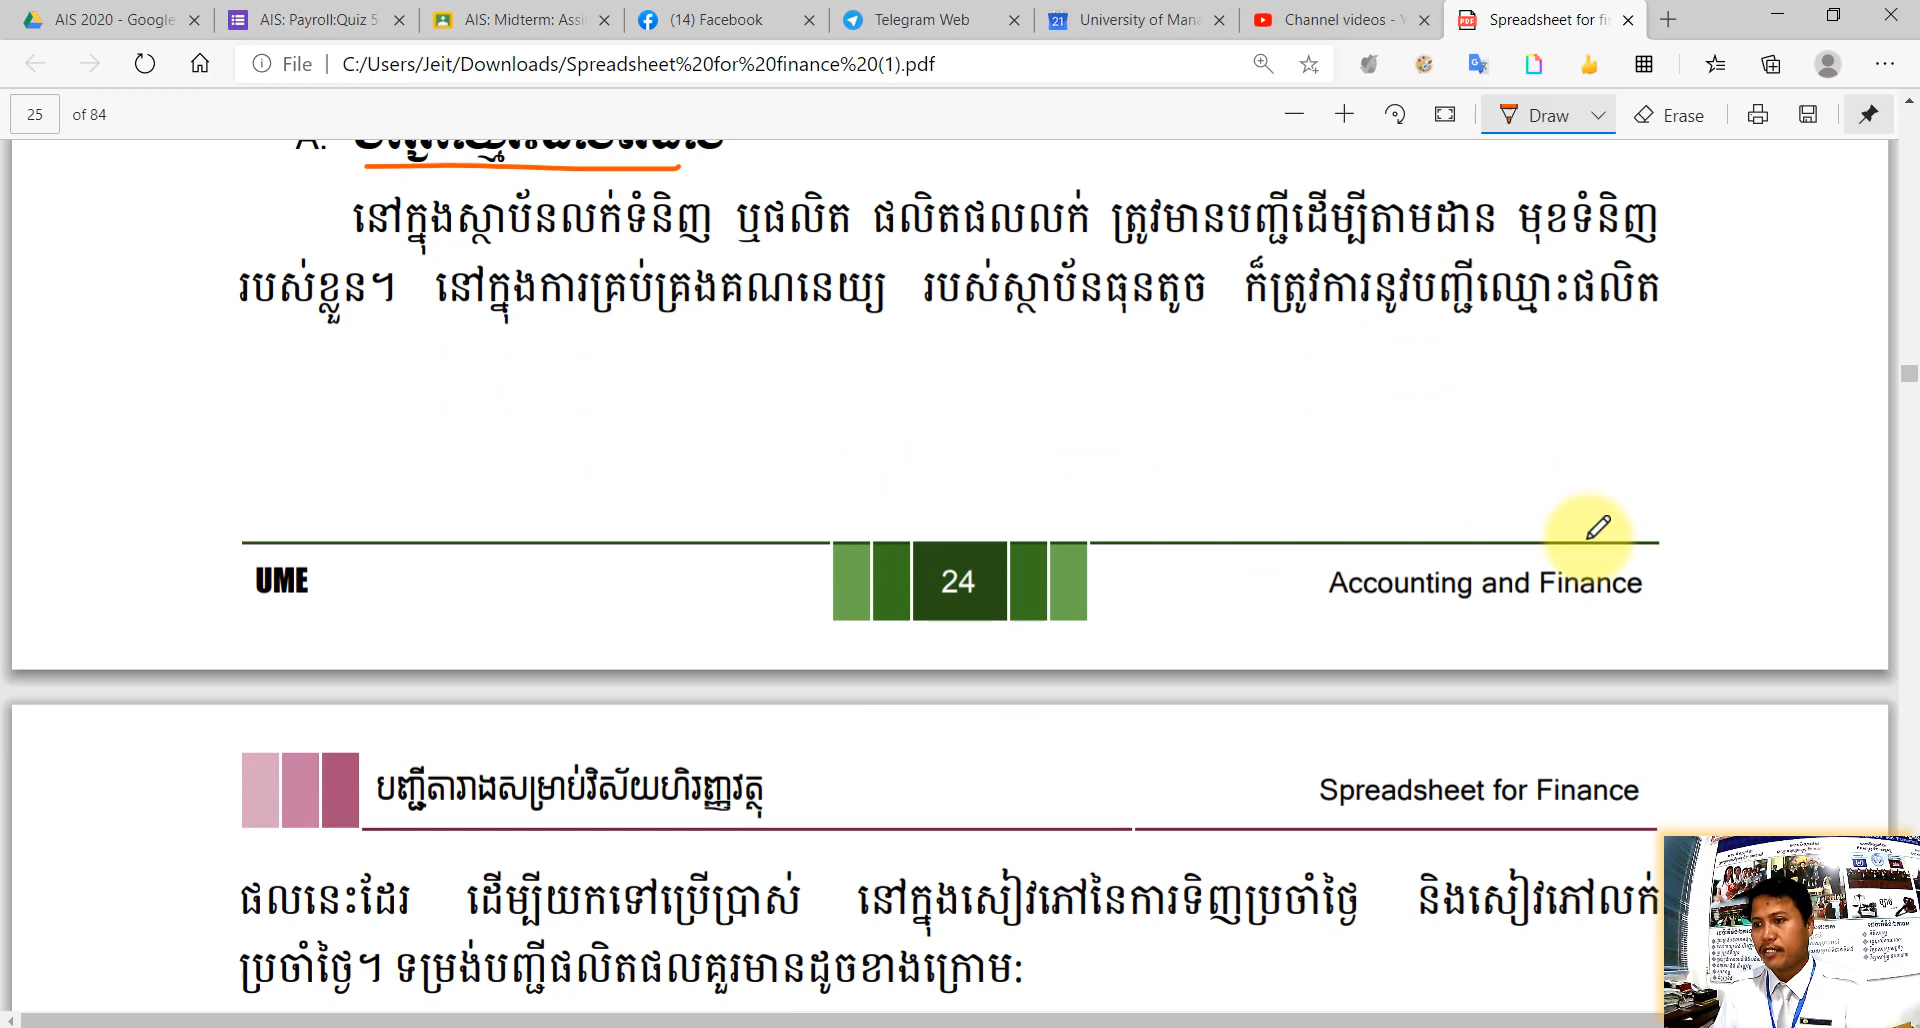 AIS 2020 - Google
AIS: Payroll:Quiz 5
AIS: Midterm: Assi
(14) Facebook
Telegram Web
21
University of Mana
Channel videos - Y
PDF
Spreadsheet for fi
File
C:/Users/Jeit/Downloads/Spreadsheet%20for%20finance%20(1).pdf
25 of 84
Draw
Erase
A.
នៅក្នុងស្ថាប័នលក់ទំនិញ ឬផលិត ផលិតផលលក់ ត្រូវមានបញ្ជីដើម្បីតាមដាន មុខទំនិញ
របស់ខ្លួន។ នៅក្នុងការគ្រប់គ្រងគណនេយ្យ របស់ស្ថាប័នធុនតូច ក៏ត្រូវការនូវបញ្ជីឈ្មោះផលិត
UME
24
Accounting and Finance
បញ្ជីតារាងសម្រាប់វិស័យហិរញ្ញវត្ថុ
Spreadsheet for Finance
ផលនេះដែរ ដើម្បីយកទៅប្រើប្រាស់ នៅក្នុងសៀវភៅនៃការទិញប្រចាំថ្ងៃ និងសៀវភៅលក់
ប្រចាំថ្ងៃ។ ទម្រង់បញ្ជីផលិតផលគួរមានដូចខាងក្រោម: